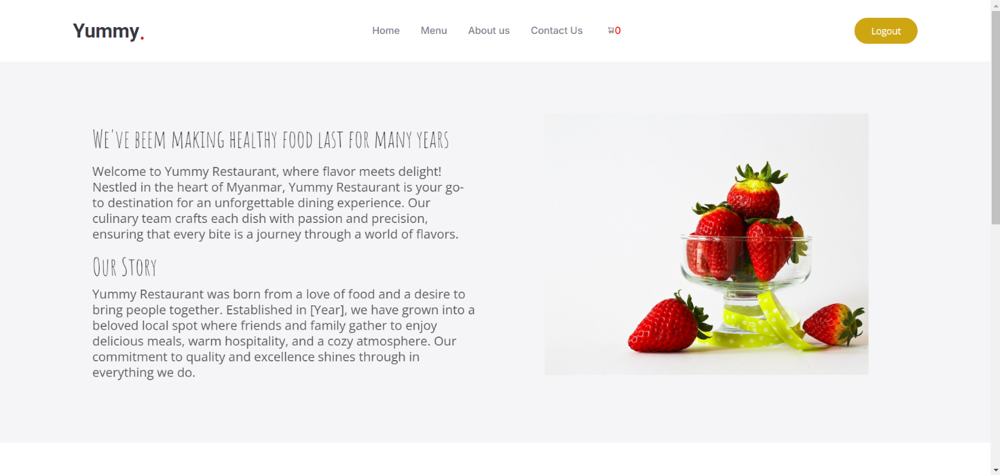 Yummy.
Home
Menu
About us
Contact Us
0
Logout
We've beem making healthy food last for many years
Welcome to Yummy Restaurant, where flavor meets delight!
Nestled in the heart of Myanmar, Yummy Restaurant is your go-
to destination for an unforgettable dining experience. Our
culinary team crafts each dish with passion and precision,
ensuring that every bite is a journey through a world of flavors.
Our Story
Yummy Restaurant was born from a love of food and a desire to
bring people together. Established in [Year], we have grown into a
beloved local spot where friends and family gather to enjoy
delicious meals, warm hospitality, and a cozy atmosphere. Our
commitment to quality and excellence shines through in
everything we do.